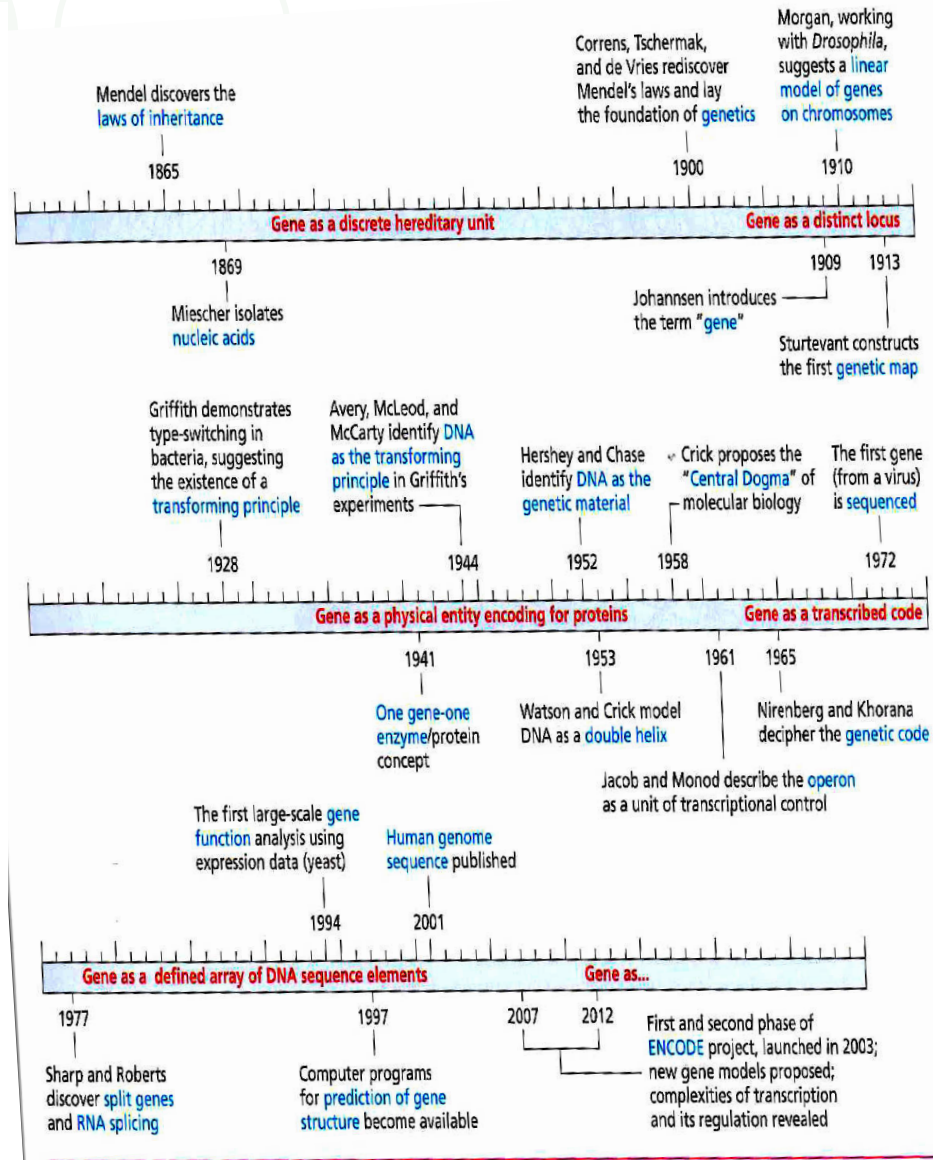 Mendel discovers the
laws of inheritance
1865
Correns, Tschermak,
and de Vries rediscover
Mendel's laws and lay
the foundation of genetics
1900
Morgan, working
with Drosophila,
suggests a linear
model of genes
on chromosomes
1910
Gene as a discrete hereditary unit
Gene as a distinct locus
1869
Miescher isolates
nucleic acids
1909
Johannsen introduces
the term "gene"
1913
Sturtevant constructs
the first genetic map
Griffith demonstrates
type-switching in
bacteria, suggesting
the existence of a
transforming principle
1928
Avery, McLeod, and
McCarty identify DNA
as the transforming
principle in Griffith's
experiments
1944
Hershey and Chase
identify DNA as the
genetic material
1952
Crick proposes the
"Central Dogma" of
molecular biology
1958
The first gene
(from a virus)
is sequenced
1972
Gene as a physical entity encoding for proteins
Gene as a transcribed code
1941
One gene-one
enzyme/protein
concept
1953
Watson and Crick model
DNA as a double helix
1961
Jacob and Monod describe the operon
as a unit of transcriptional control
1965
Nirenberg and Khorana
decipher the genetic code
The first large-scale gene
function analysis using
expression data (yeast)
1994
Human genome
sequence published
2001
Gene as a defined array of DNA sequence elements
Gene as...
1977
Sharp and Roberts
discover split genes
and RNA splicing
1997
Computer programs
for prediction of gene
structure become available
2007
2012
First and second phase of
ENCODE project, launched in 2003;
new gene models proposed;
complexities of transcription
and its regulation revealed